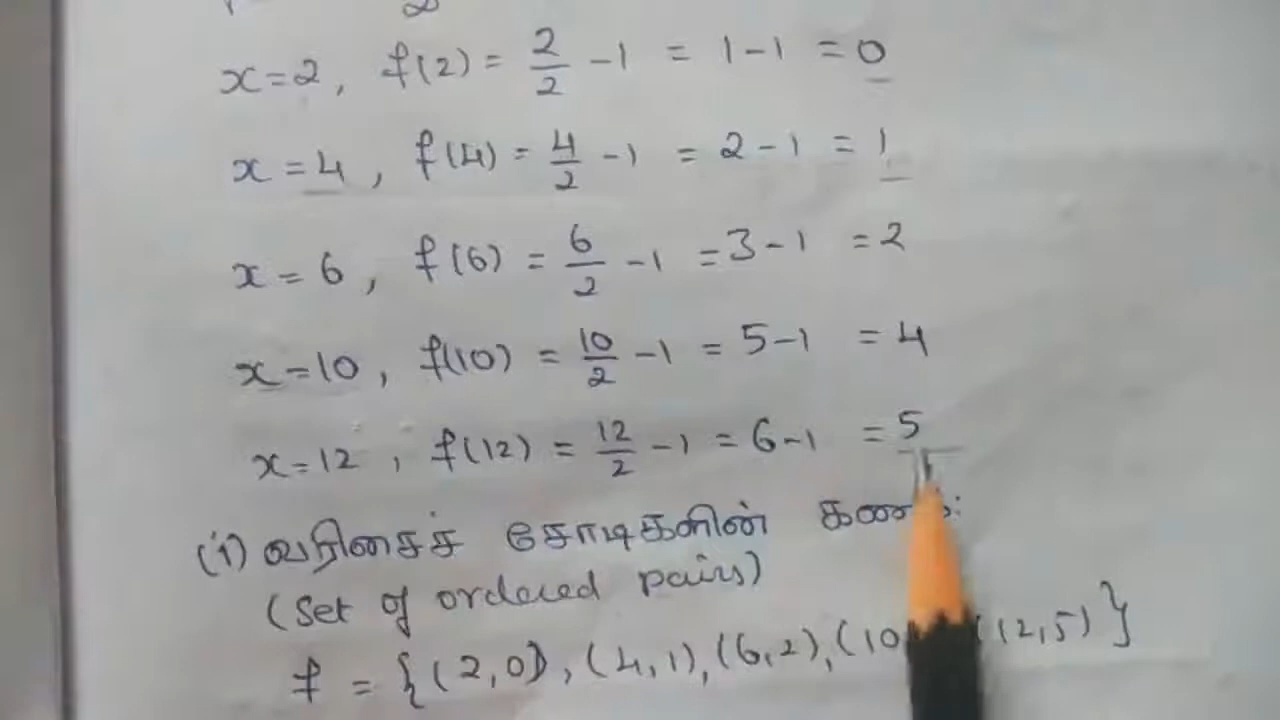 x=2, f(2) = 2/2 -1 = 1-1 = 0
x=4, f(4) = 4/2 -1 = 2-1 = 1
x=6, f(6) = 6/2 -1 = 3-1 = 2
x=10, f(10) = 10/2 -1 = 5-1 = 4
x=12, f(12) = 12/2 -1 = 6-1 = 5
(i) வரிசைச் சோடிகளின்
(Set of ordered pairs)
f = {(2,0), (4,1), (6,2), (10 (12,5)}